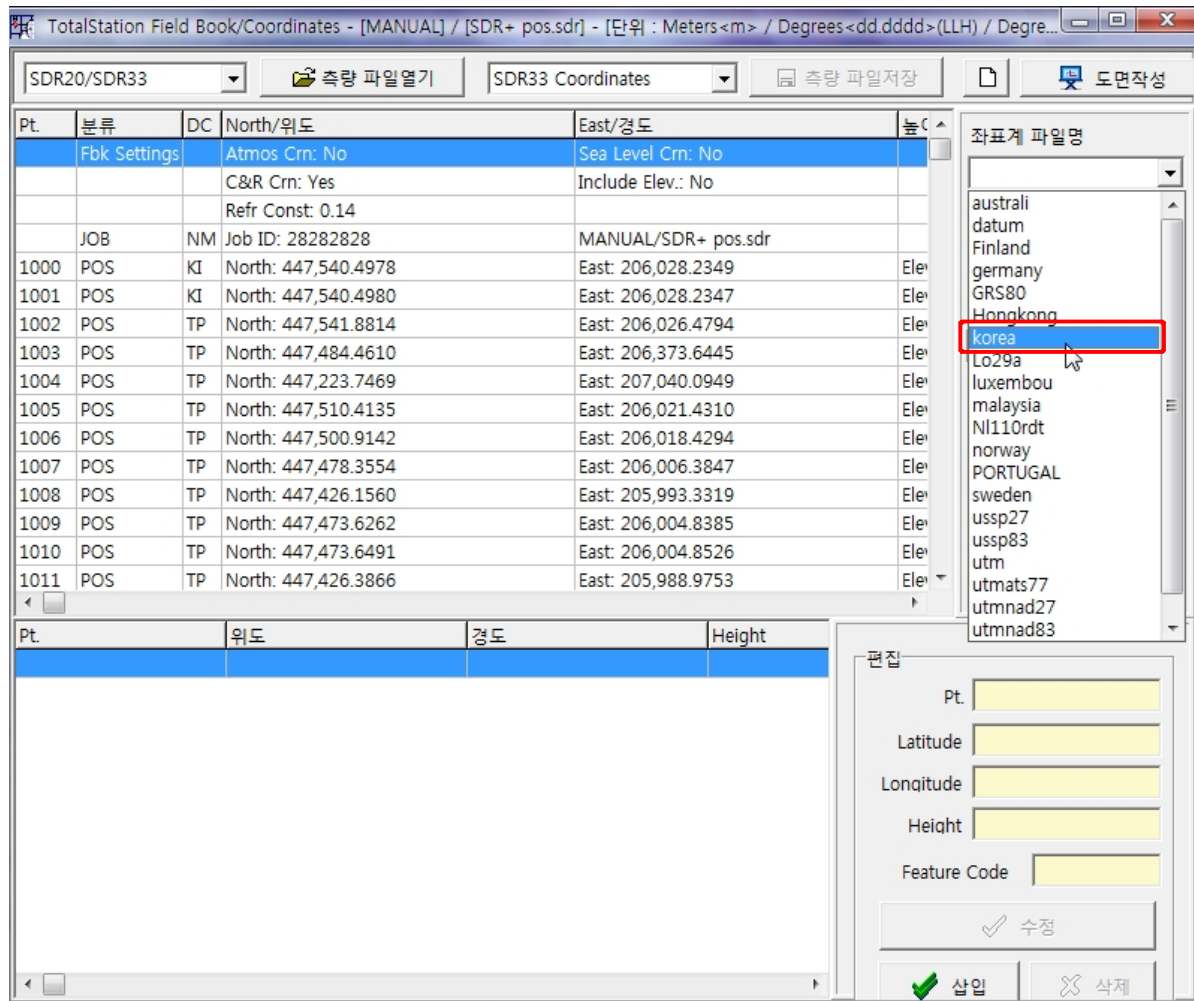 TotalStation Field Book/Coordinates - [MANUAL] / [SDR+ pos.sdr] - [단위 : Meters<m> / Degrees<dd.dddd>(LLH) / Degre...
SDR20/SDR33 측량 파일열기 SDR33 Coordinates 측량 파일저장 도면작성
Pt. 분류 DC North/위도 East/경도
Fbk Settings Atmos Crn: No Sea Level Crn: No
C&R Crn: Yes Include Elev.: No
Refr Const: 0.14
JOB NM Job ID: 28282828 MANUAL/SDR+ pos.sdr
1000 POS KI North: 447,540.4978 East: 206,028.2349 Ele
1001 POS KI North: 447,540.4980 East: 206,028.2347 Ele
1002 POS TP North: 447,541.8814 East: 206,026.4794 Ele
1003 POS TP North: 447,484.4610 East: 206,373.6445 Ele
1004 POS TP North: 447,223.7469 East: 207,040.0949 Ele
1005 POS TP North: 447,510.4135 East: 206,021.4310 Ele
1006 POS TP North: 447,500.9142 East: 206,018.4294 Ele
1007 POS TP North: 447,478.3554 East: 206,006.3847 Ele
1008 POS TP North: 447,426.1560 East: 205,993.3319 Ele
1009 POS TP North: 447,473.6262 East: 206,004.8385 Ele
1010 POS TP North: 447,473.6491 East: 206,004.8526 Ele
1011 POS TP North: 447,426.3866 East: 205,988.9753 Ele
좌표계 파일명
australi
datum
Finland
germany
GRS80
Hongkong
korea
Lo29a
luxembou
malaysia
Nl110rdt
norway
PORTUGAL
sweden
ussp27
ussp83
utm
utmats77
utmnad27
utmnad83
Pt. 위도 경도 Height
편집
Pt.
Latitude
Longitude
Height
Feature Code
수정
삽입 삭제